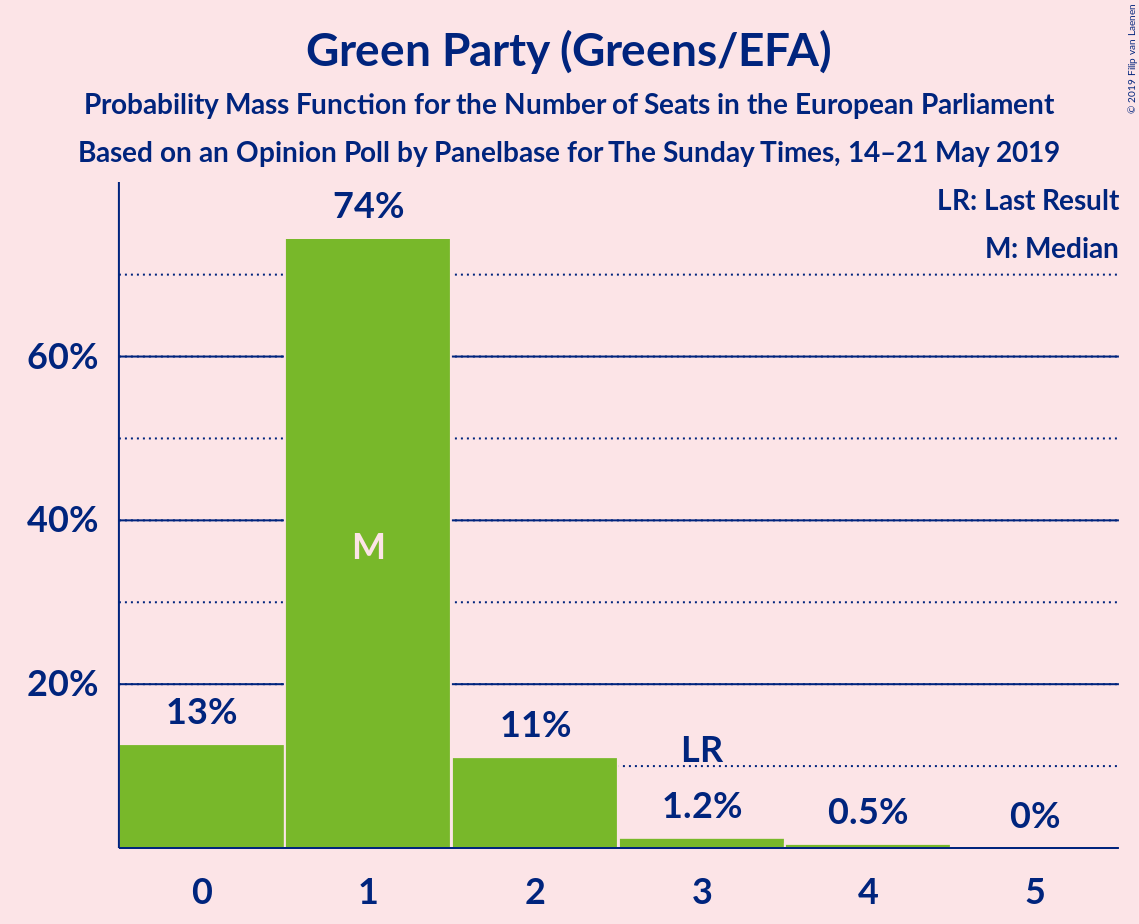 Green Party (Greens/EFA)
Probability Mass Function for the Number of Seats in the European Parliament
Based on an Opinion Poll by Panelbase for The Sunday Times, 14–21 May 2019
© 2019 Filip van Laenen
LR: Last Result
M: Median
74%
60%
40%
M
20%
13%
11%
LR
1.2%
0.5%
0%
0 1 2 3 4 5